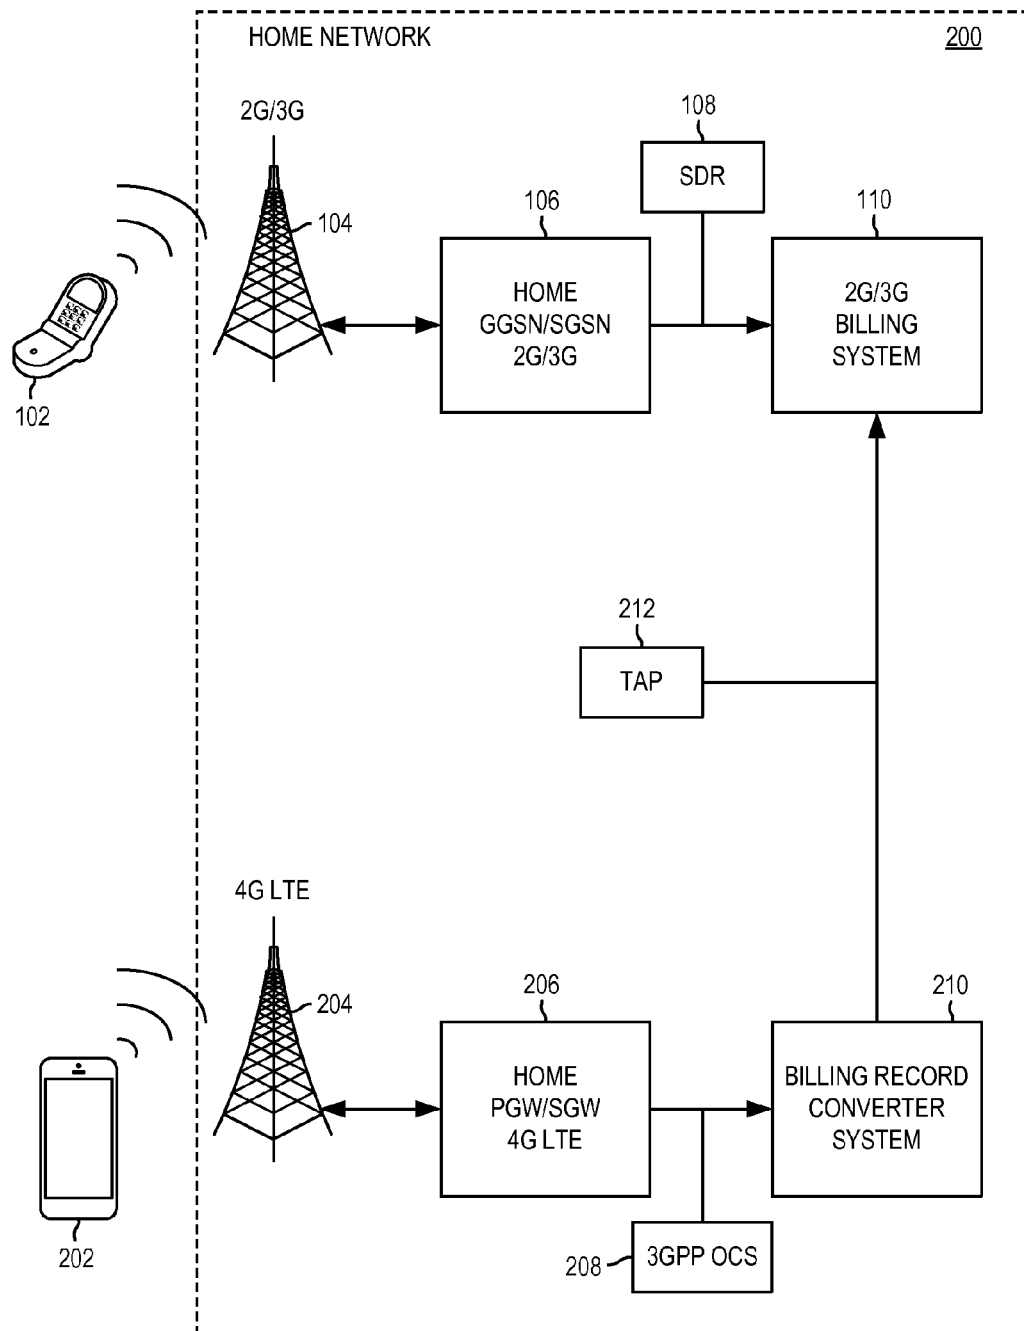 HOME NETWORK
200
2G/3G
108
SDR
104
106
110
HOME
GGSN/SGSN
2G/3G
2G/3G
BILLING
SYSTEM
102
212
TAP
4G LTE
204
206
210
HOME
PGW/SGW
4G LTE
BILLING RECORD
CONVERTER
SYSTEM
202
208
3GPP OCS